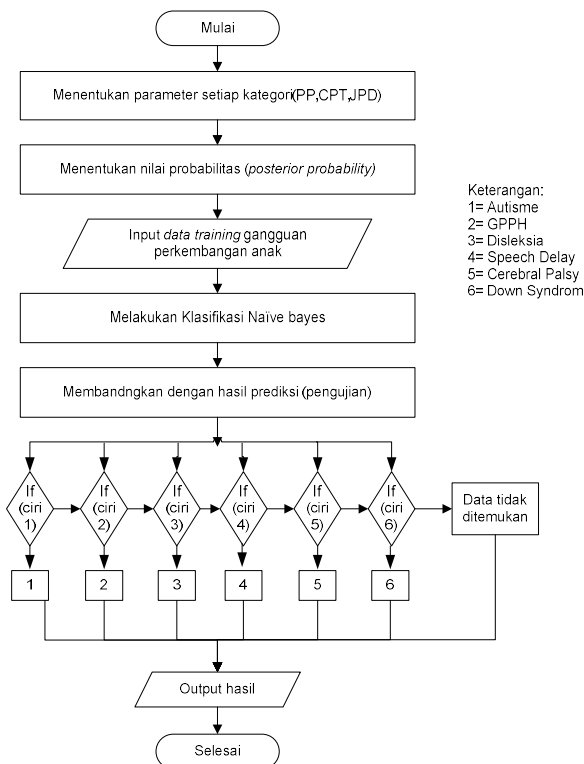 Mulai
Menentukan parameter setiap kategori(PP,CPT,JPD)
Menentukan nilai probabilitas (posterior probability)
Input data training gangguan
perkembangan anak
Melakukan Klasifikasi Naïve bayes
Membandngkan dengan hasil prediksi (pengujian)
If
(ciri
1)
If
(ciri
2)
If
(ciri
3)
If
(ciri
4)
If
(ciri
5)
If
(ciri
6)
Data tidak
ditemukan
1
2
3
4
5
6
Output hasil
Selesai
Keterangan:
1= Autisme
2= GPPH
3= Disleksia
4= Speech Delay
5= Cerebral Palsy
6= Down Syndrom